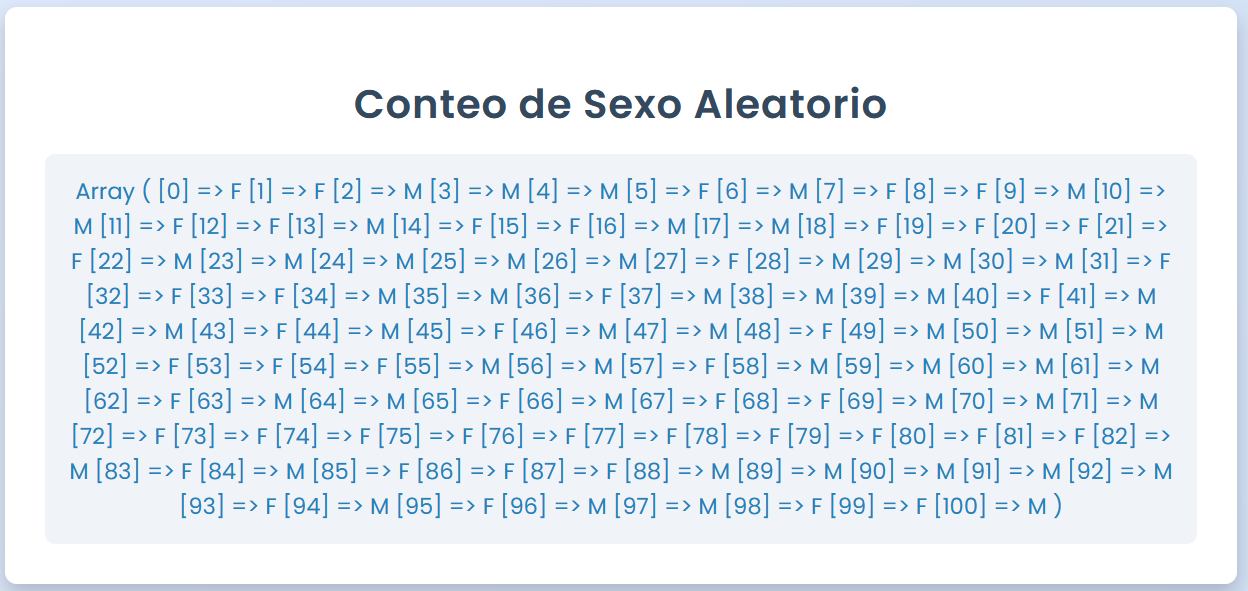 Conteo de Sexo Aleatorio
Array ( [0] => F [1] => F [2] => M [3] => M [4] => M [5] => F [6] => M [7] => F [8] => F [9] => M [10] =>
M [11] => F [12] => F [13] => M [14] => F [15] => F [16] => M [17] => M [18] => F [19] => F [20] => F [21] =>
F [22] => M [23] => M [24] => M [25] => M [26] => M [27] => F [28] => M [29] => M [30] => M [31] => F
[32] => F [33] => F [34] => M [35] => M [36] => F [37] => M [38] => M [39] => M [40] => F [41] => M
[42] => M [43] => F [44] => M [45] => F [46] => M [47] => M [48] => F [49] => M [50] => M [51] => M
[52] => F [53] => F [54] => F [55] => M [56] => M [57] => F [58] => M [59] => M [60] => M [61] => M
[62] => F [63] => M [64] => M [65] => F [66] => M [67] => F [68] => F [69] => M [70] => M [71] => M
[72] => F [73] => F [74] => F [75] => F [76] => F [77] => F [78] => F [79] => F [80] => F [81] => F [82] =>
M [83] => F [84] => M [85] => F [86] => F [87] => F [88] => M [89] => M [90] => M [91] => M [92] => M
[93] => F [94] => M [95] => F [96] => M [97] => M [98] => F [99] => F [100] => M )